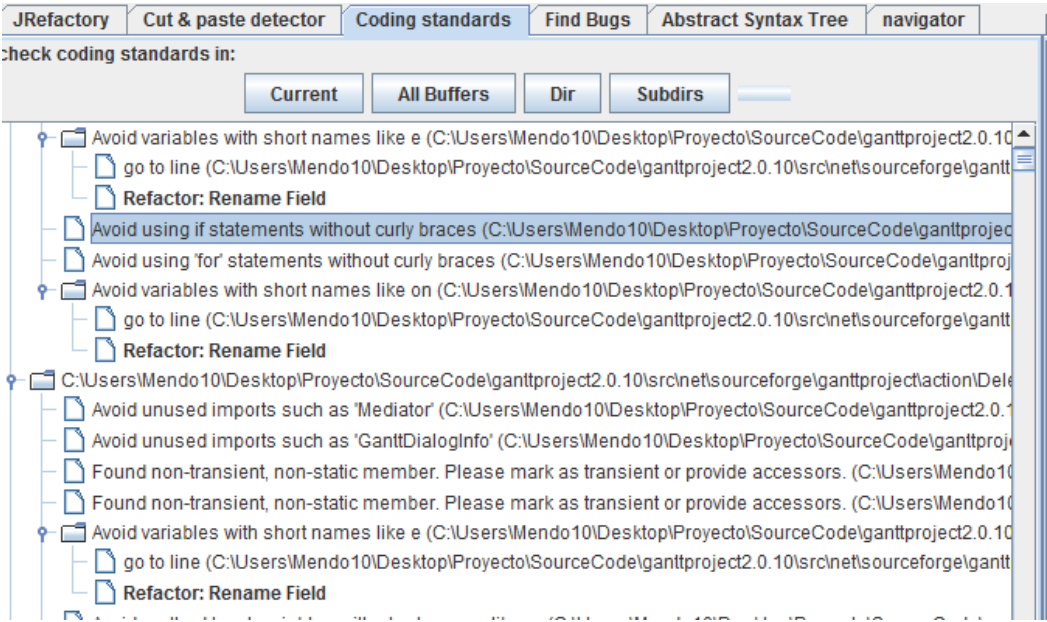 JRefactory Cut & paste detector Coding standards Find Bugs Abstract Syntax Tree navigator
check coding standards in:
Current All Buffers Dir Subdirs
Avoid variables with short names like e (C:\Users\Mendo10\Desktop\Proyecto\SourceCode\ganttproject2.0.10
go to line (C:\Users\Mendo10\Desktop\Proyecto\SourceCode\ganttproject2.0.10\src\net\sourceforge\gantt
Refactor: Rename Field
Avoid using if statements without curly braces (C:\Users\Mendo10\Desktop\Proyecto\SourceCode\ganttprojec
Avoid using 'for' statements without curly braces (C:\Users\Mendo10\Desktop\Proyecto\SourceCode\ganttproj
Avoid variables with short names like on (C:\Users\Mendo10\Desktop\Proyecto\SourceCode\ganttproject2.0.1
go to line (C:\Users\Mendo10\Desktop\Proyecto\SourceCode\ganttproject2.0.10\src\net\sourceforge\gantt
Refactor: Rename Field
C:\Users\Mendo10\Desktop\Proyecto\SourceCode\ganttproject2.0.10\src\net\sourceforge\ganttproject\action\Dele
Avoid unused imports such as 'Mediator' (C:\Users\Mendo10\Desktop\Proyecto\SourceCode\ganttproject2.0.1
Avoid unused imports such as 'GanttDialogInfo' (C:\Users\Mendo10\Desktop\Proyecto\SourceCode\ganttproj
Found non-transient, non-static member. Please mark as transient or provide accessors. (C:\Users\Mendo10
Found non-transient, non-static member. Please mark as transient or provide accessors. (C:\Users\Mendo10
Avoid variables with short names like e (C:\Users\Mendo10\Desktop\Proyecto\SourceCode\ganttproject2.0.10
go to line (C:\Users\Mendo10\Desktop\Proyecto\SourceCode\ganttproject2.0.10\src\net\sourceforge\gantt
Refactor: Rename Field